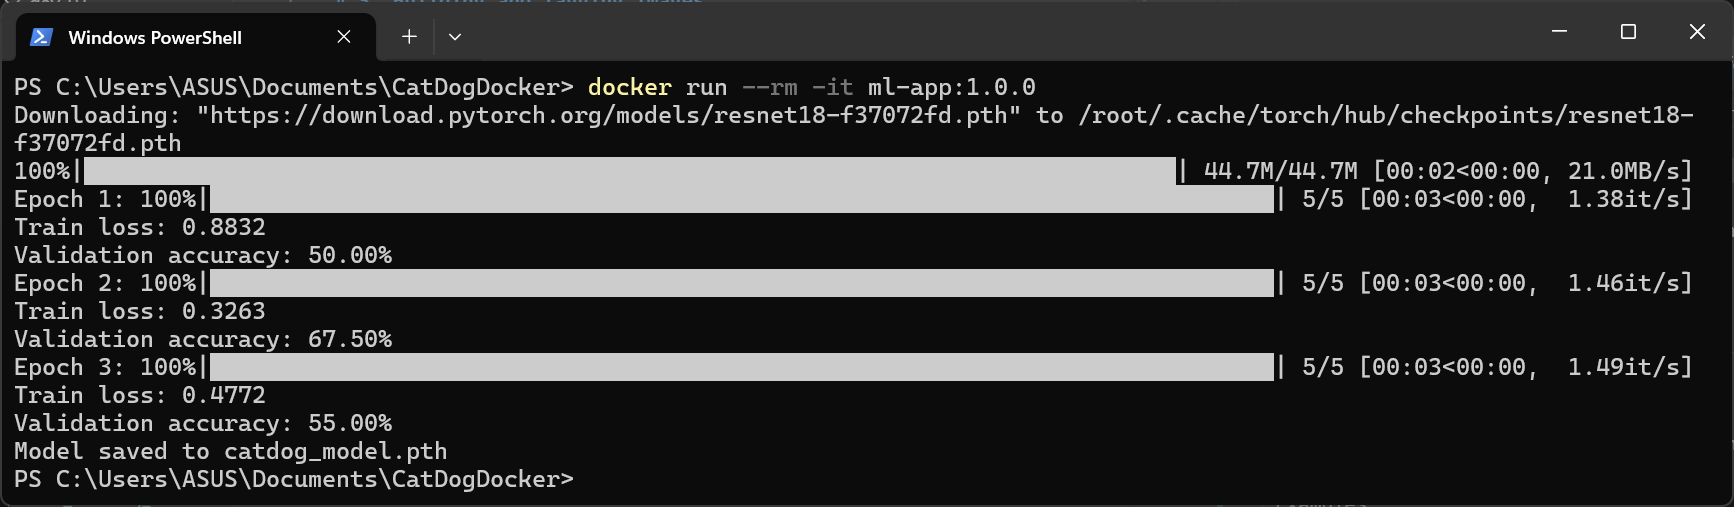 Windows PowerShell
PS C:\Users\ASUS\Documents\CatDogDocker> docker run --rm -it ml-app:1.0.0
Downloading: "https://download.pytorch.org/models/resnet18-f37072fd.pth" to /root/.cache/torch/hub/checkpoints/resnet18-
f37072fd.pth
100%| | 44.7M/44.7M [00:02<00:00, 21.0MB/s]
Epoch 1: 100%| | 5/5 [00:03<00:00,  1.38it/s]
Train loss: 0.8832
Validation accuracy: 50.00%
Epoch 2: 100%| | 5/5 [00:03<00:00,  1.46it/s]
Train loss: 0.3263
Validation accuracy: 67.50%
Epoch 3: 100%| | 5/5 [00:03<00:00,  1.49it/s]
Train loss: 0.4772
Validation accuracy: 55.00%
Model saved to catdog_model.pth
PS C:\Users\ASUS\Documents\CatDogDocker>